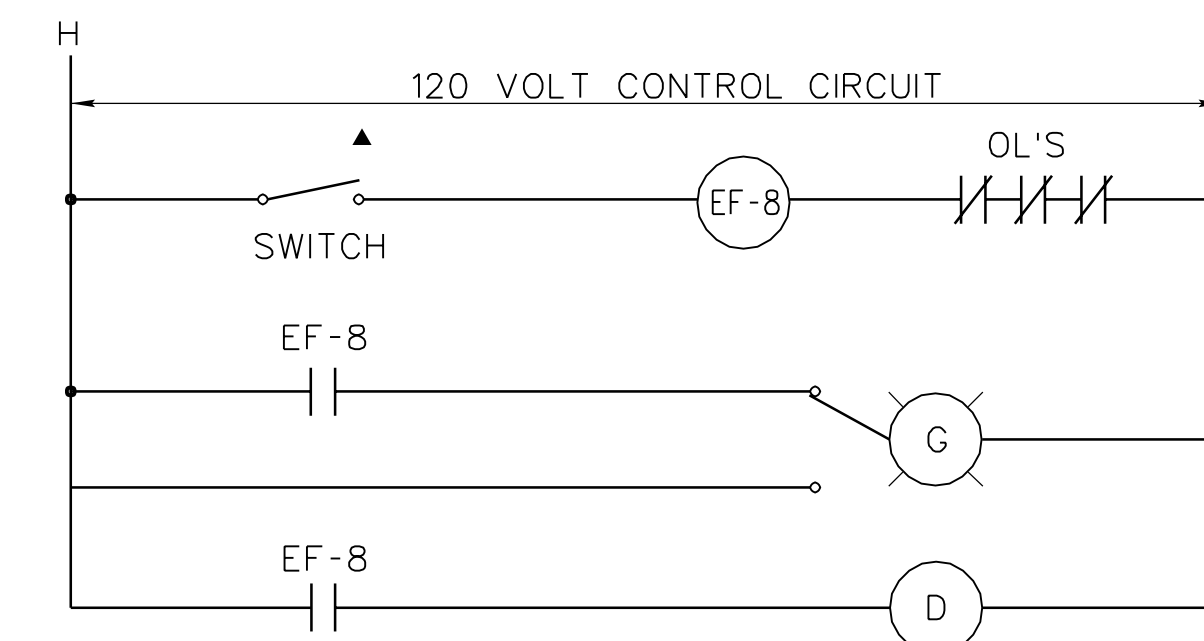 H
120 VOLT CONTROL CIRCUIT
OL'S
EF-8
SWITCH
EF-8
G
EF-8
D